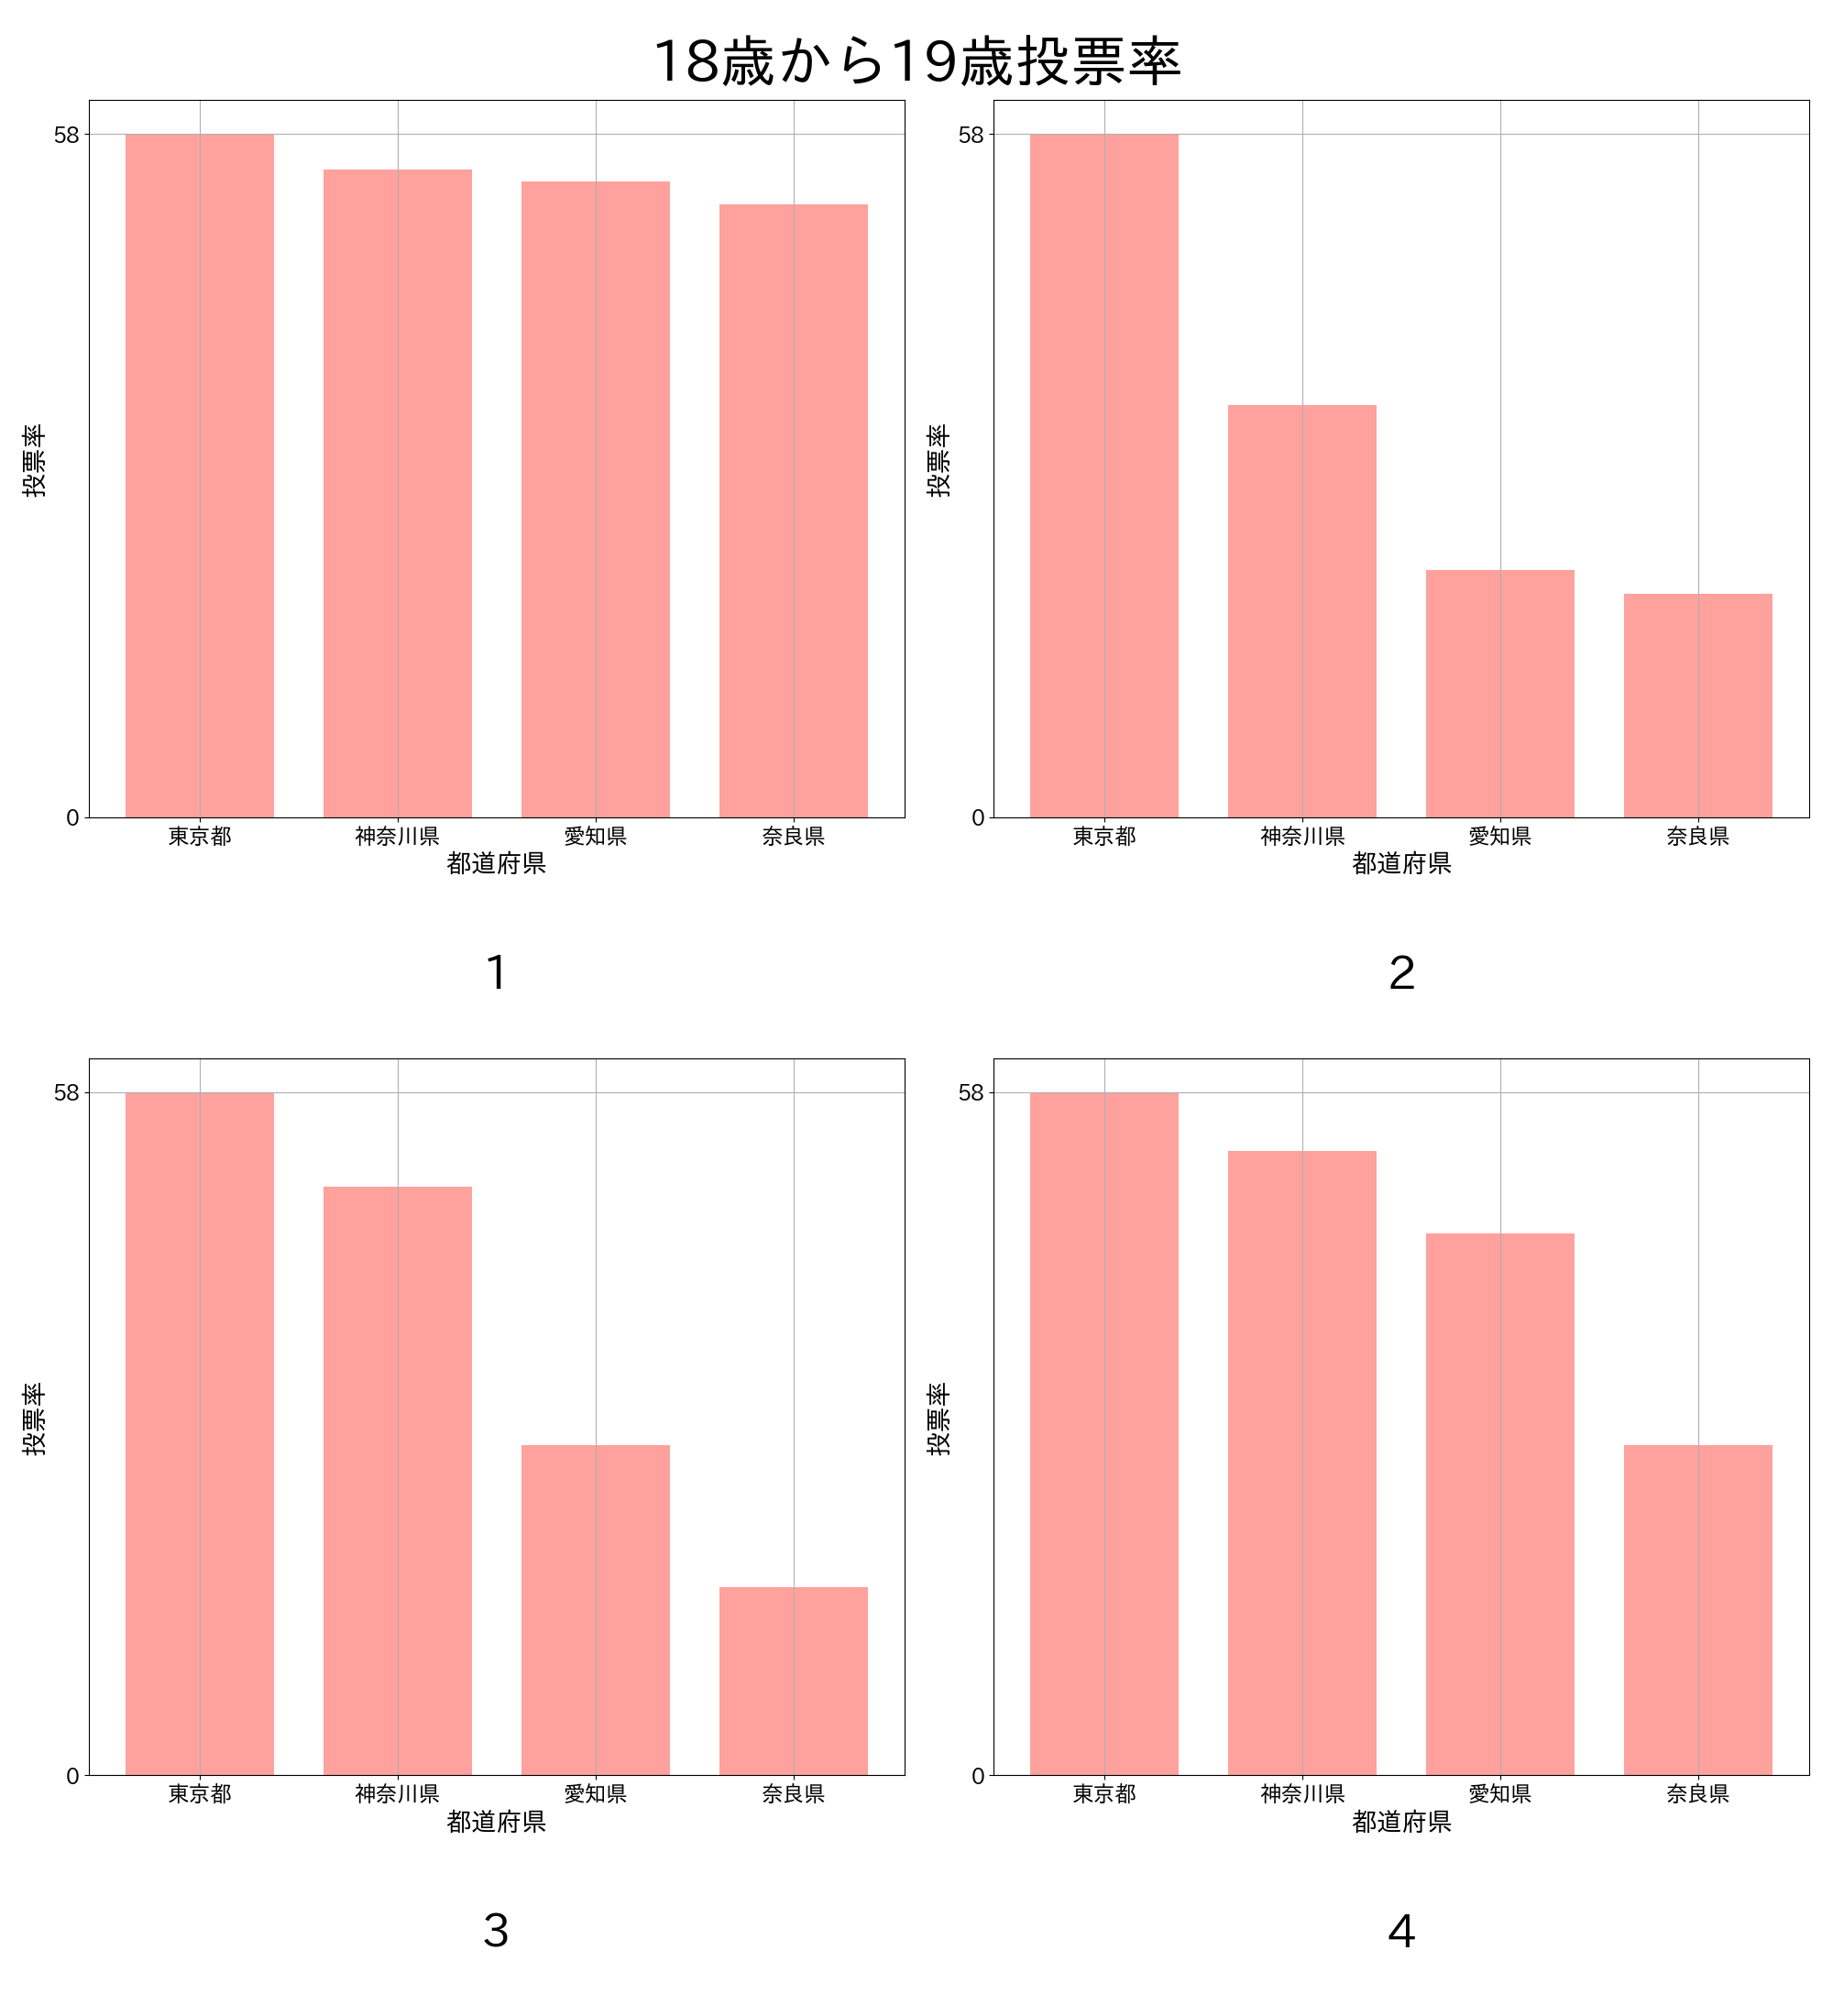 18歳から19歳投票率
58
0
投票率
東京都 神奈川県 愛知県 奈良県
都道府県
1
58
0
投票率
東京都 神奈川県 愛知県 奈良県
都道府県
2
58
0
投票率
東京都 神奈川県 愛知県 奈良県
都道府県
3
58
0
投票率
東京都 神奈川県 愛知県 奈良県
都道府県
4